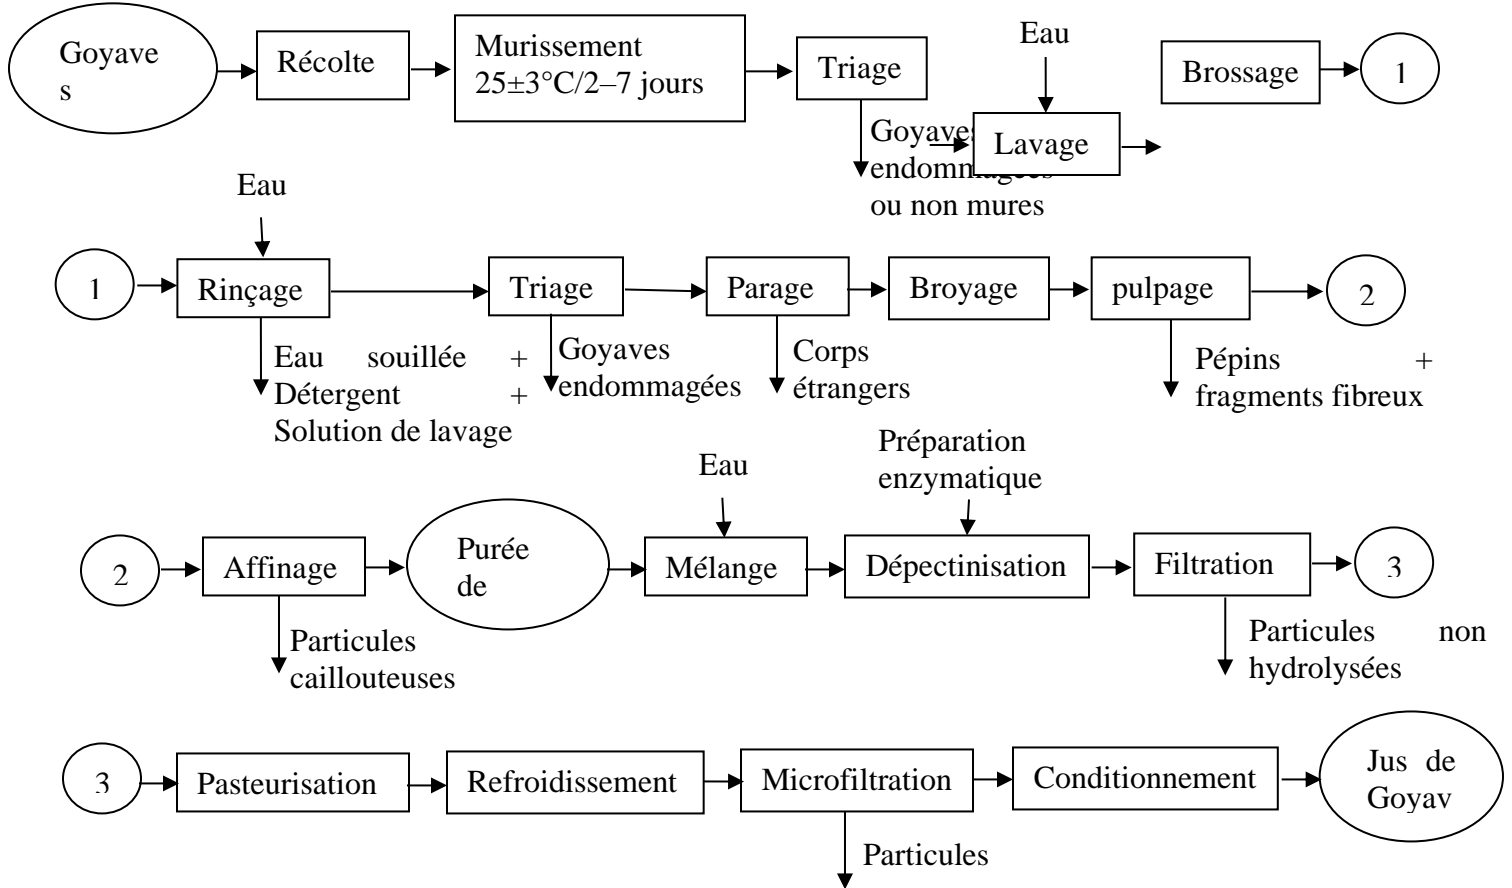 Goyave
s
Récolte
Murissement
25±3°C/2–7 jours
Triage
Goyaves
endommagées
ou non mures
Eau
Lavage
Brossage
1
Eau
1
Rinçage
Eau souillée +
Détergent +
Solution de lavage
Triage
Goyaves
endommagées
Parage
Corps
étrangers
Broyage
pulpage
Pépins +
fragments fibreux
2
2
Affinage
Particules
caillouteuses
Purée
de
Eau
Mélange
Préparation
enzymatique
Dépectinisation
Filtration
Particules non
hydrolysées
3
3
Pasteurisation
Refroidissement
Microfiltration
Particules
Conditionnement
Jus de
Goyav